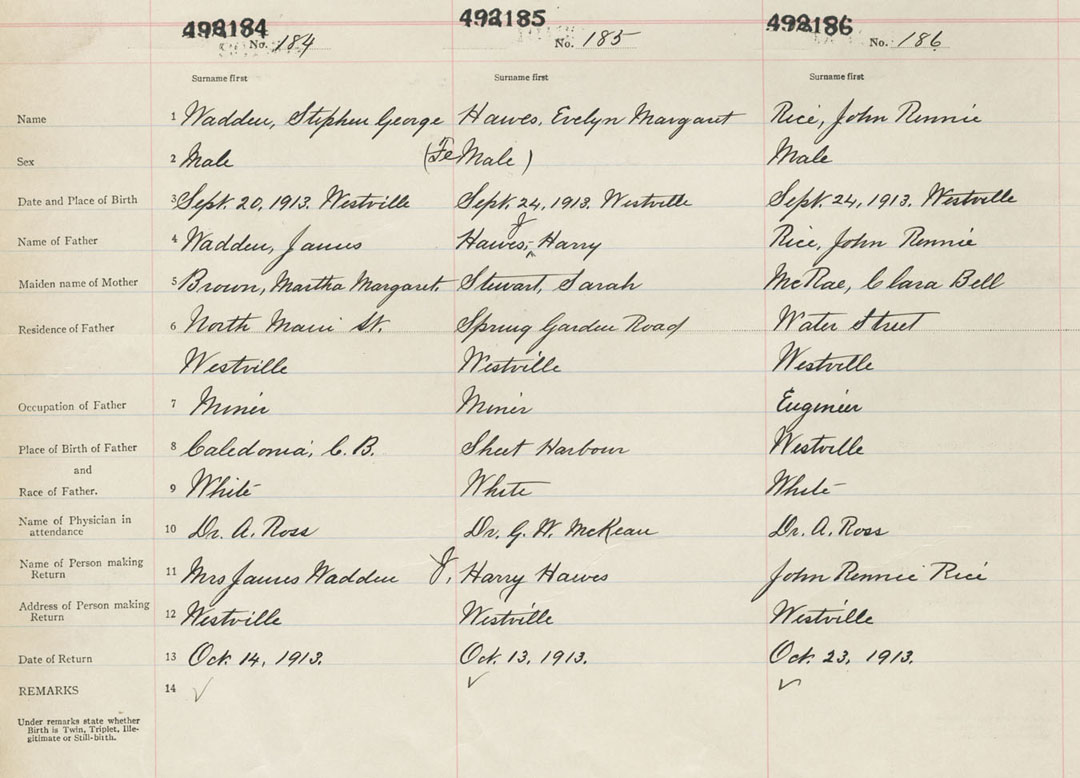 492184 492185 492186
No. 184 No. 185 No. 186
Surname first Surname first Surname first
Name 1 Wadden, Stephen George Hawes, Evelyn Margaret Rice, John Rennie
Sex 2 Male (Fe Male) Male
Date and Place of Birth 3 Sept. 20, 1913. Westville Sept. 24, 1913. Westville Sept. 24, 1913. Westville
J
Name of Father 4 Wadden, James Hawes, ^ Harry Rice, John Rennie
Maiden name of Mother 5 Brown, Martha Margaret. Stewart, Sarah McRae, Clara Bell
Residence of Father 6 North Main St. Spring Garden Road Water Street
Westville Westville Westville
Occupation of Father 7 Miner Miner Engineer
Place of Birth of Father 8 Caledonia, C. B. Sheet Harbour Westville
and
Race of Father. 9 White White White
Name of Physician in
attendance 10 Dr. A. Ross Dr. G. W. McKean Dr. A. Ross
Name of Person making
Return 11 Mrs James Wadden J. Harry Hawes John Rennie Rice
Address of Person making
Return 12 Westville Westville Westville
Date of Return 13 Oct. 14, 1913. Oct. 13, 1913. Oct. 23, 1913.
REMARKS 14 ✓ ✓ ✓
Under remarks state whether
Birth is Twin, Triplet, Ille-
gitimate or Still-birth.